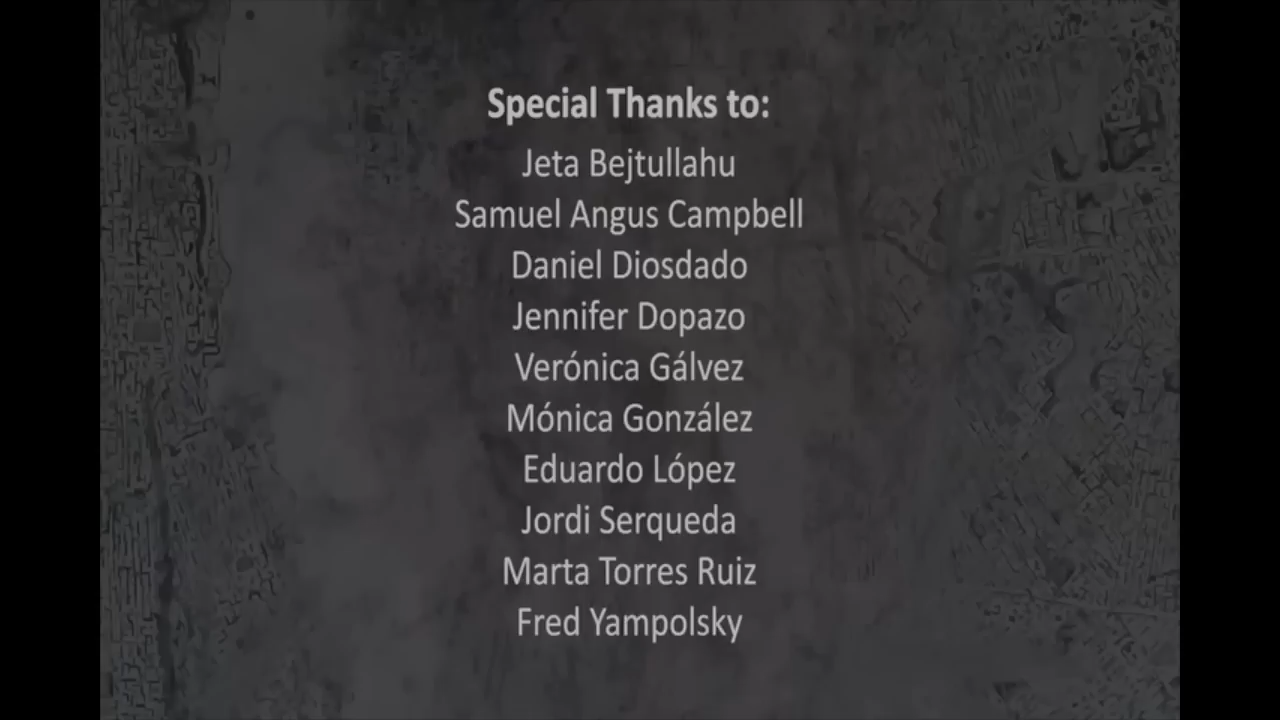 Special Thanks to:
Jeta Bejtullahu
Samuel Angus Campbell
Daniel Diosdado
Jennifer Dopazo
Verónica Gálvez
Mónica González
Eduardo López
Jordi Serqueda
Marta Torres Ruiz
Fred Yampolsky